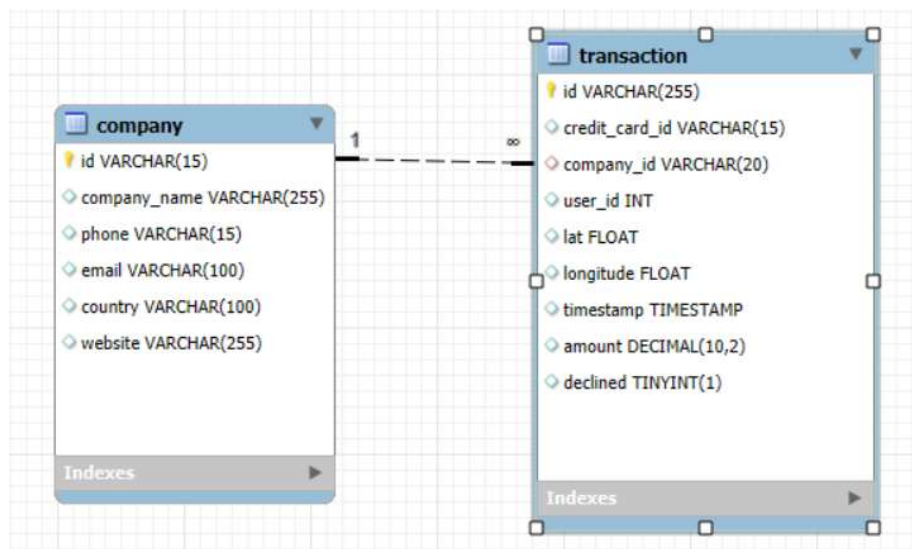 company
id VARCHAR(15)
company_name VARCHAR(255)
phone VARCHAR(15)
email VARCHAR(100)
country VARCHAR(100)
website VARCHAR(255)
Indexes
1
∞
transaction
id VARCHAR(255)
credit_card_id VARCHAR(15)
company_id VARCHAR(20)
user_id INT
lat FLOAT
longitude FLOAT
timestamp TIMESTAMP
amount DECIMAL(10,2)
declined TINYINT(1)
Indexes